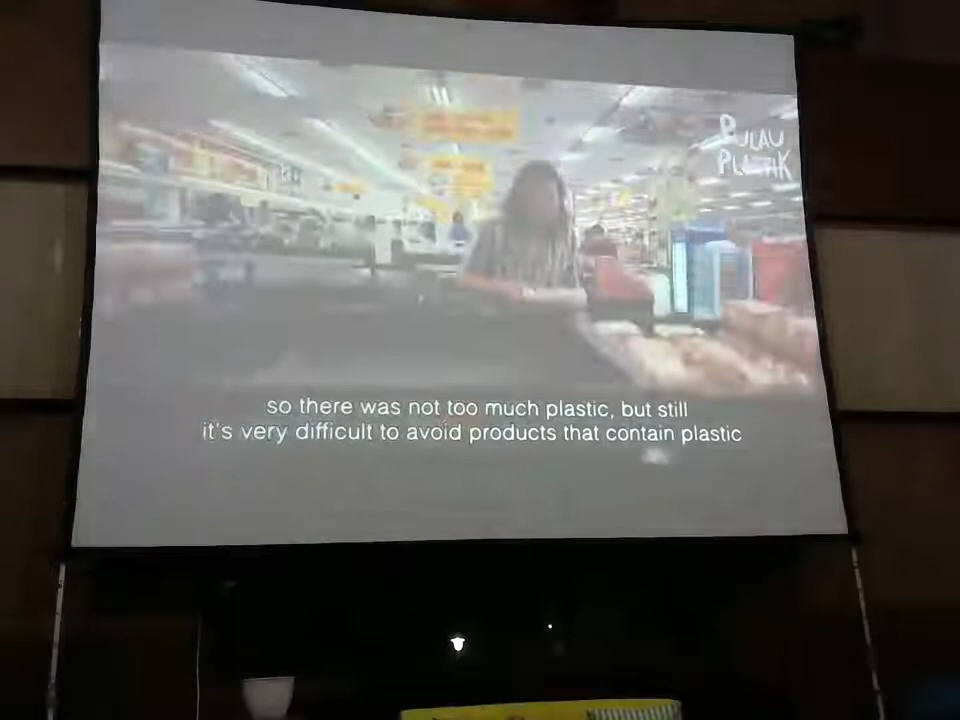 PULAU
PLASTIK
so there was not too much plastic, but still
it's very difficult to avoid products that contain plastic